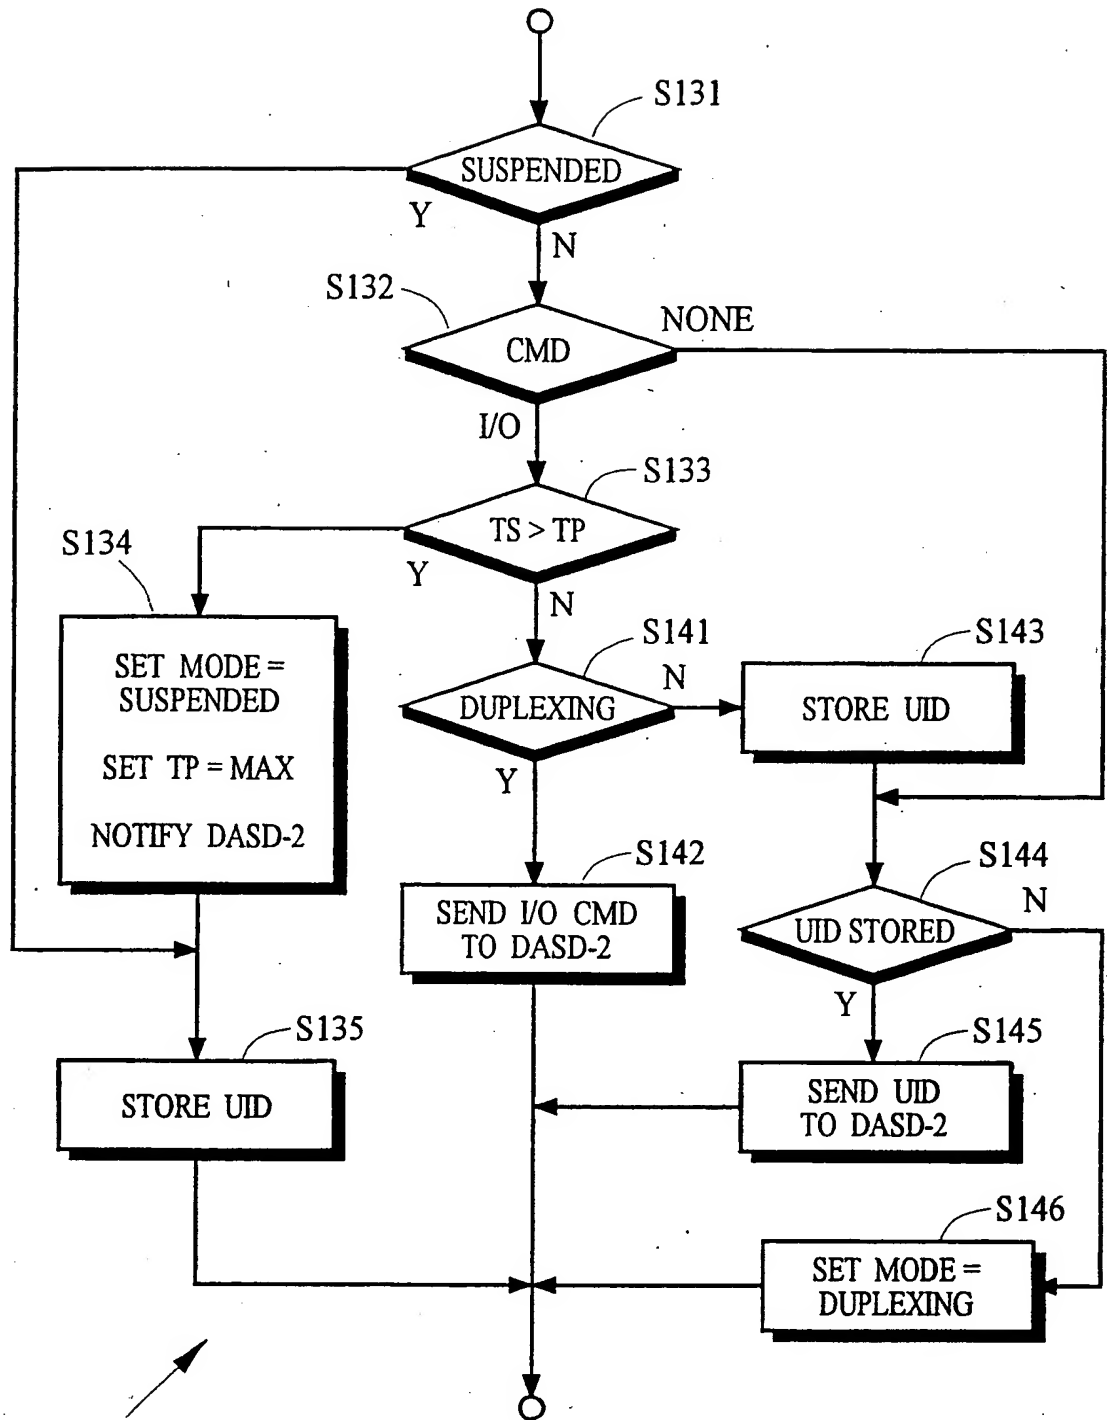 S131
SUSPENDED
Y
N
S132
NONE
CMD
I/O
S133
TS > TP
Y
N
S134
SET MODE =
SUSPENDED
SET TP = MAX
NOTIFY DASD-2
S141
DUPLEXING
N
Y
S143
STORE UID
S142
SEND I/O CMD
TO DASD-2
S144
UID STORED
N
Y
S135
STORE UID
S145
SEND UID
TO DASD-2
S146
SET MODE =
DUPLEXING